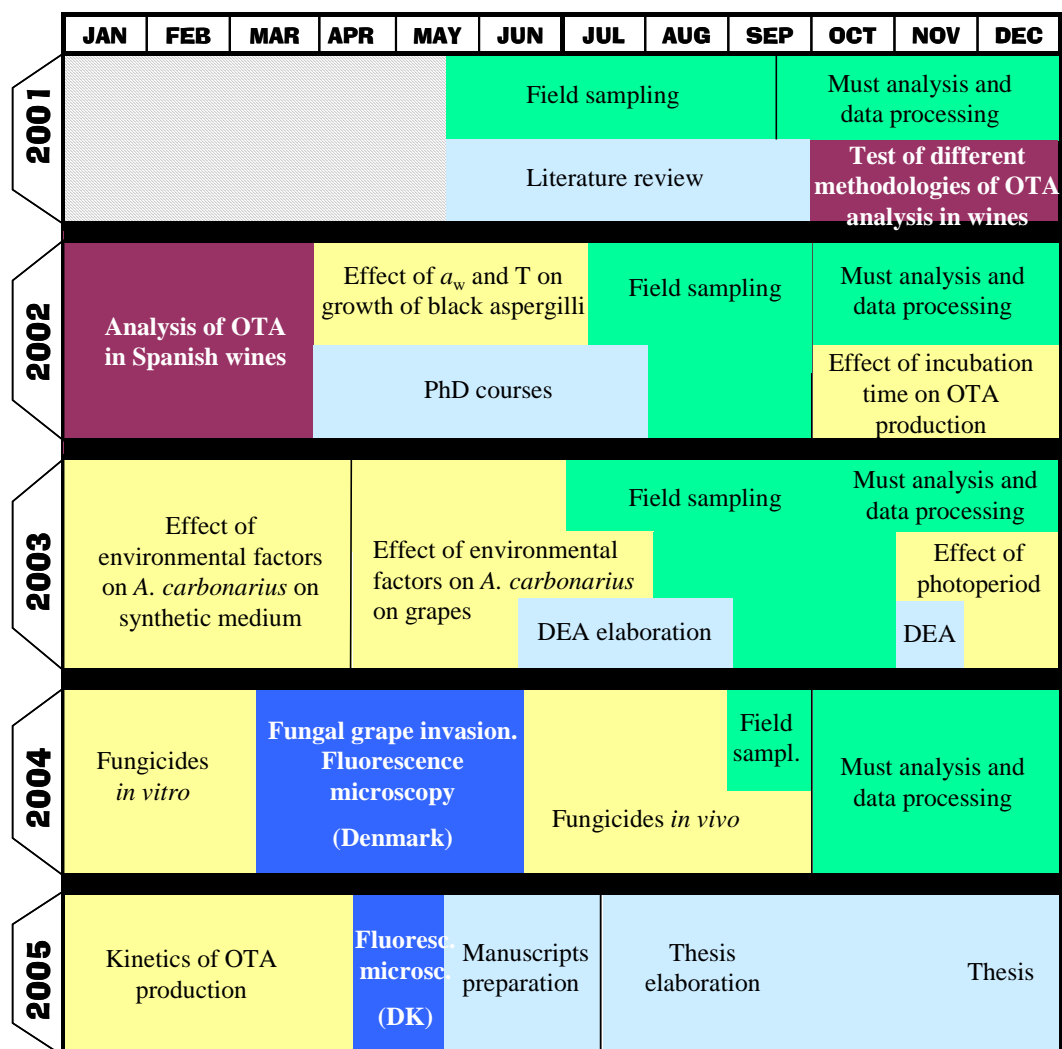 JAN FEB MAR APR MAY JUN JUL AUG SEP OCT NOV DEC
2001
Field sampling
Must analysis and
data processing
Literature review
Test of different
methodologies of OTA
analysis in wines
2002
Analysis of OTA
in Spanish wines
Effect of aw and T on
growth of black aspergilli
Field sampling
Must analysis and
data processing
PhD courses
Effect of incubation
time on OTA
production
2003
Effect of
environmental factors
on A. carbonarius on
synthetic medium
Effect of environmental
factors on A. carbonarius
on grapes
Field sampling
Must analysis and
data processing
DEA elaboration
Effect of
photoperiod
DEA
2004
Fungicides
in vitro
Fungal grape invasion.
Fluorescence
microscopy
(Denmark)
Fungicides in vivo
Field
sampl.
Must analysis and
data processing
2005
Kinetics of OTA
production
Fluoresc.
microsc.
(DK)
Manuscripts
preparation
Thesis
elaboration
Thesis